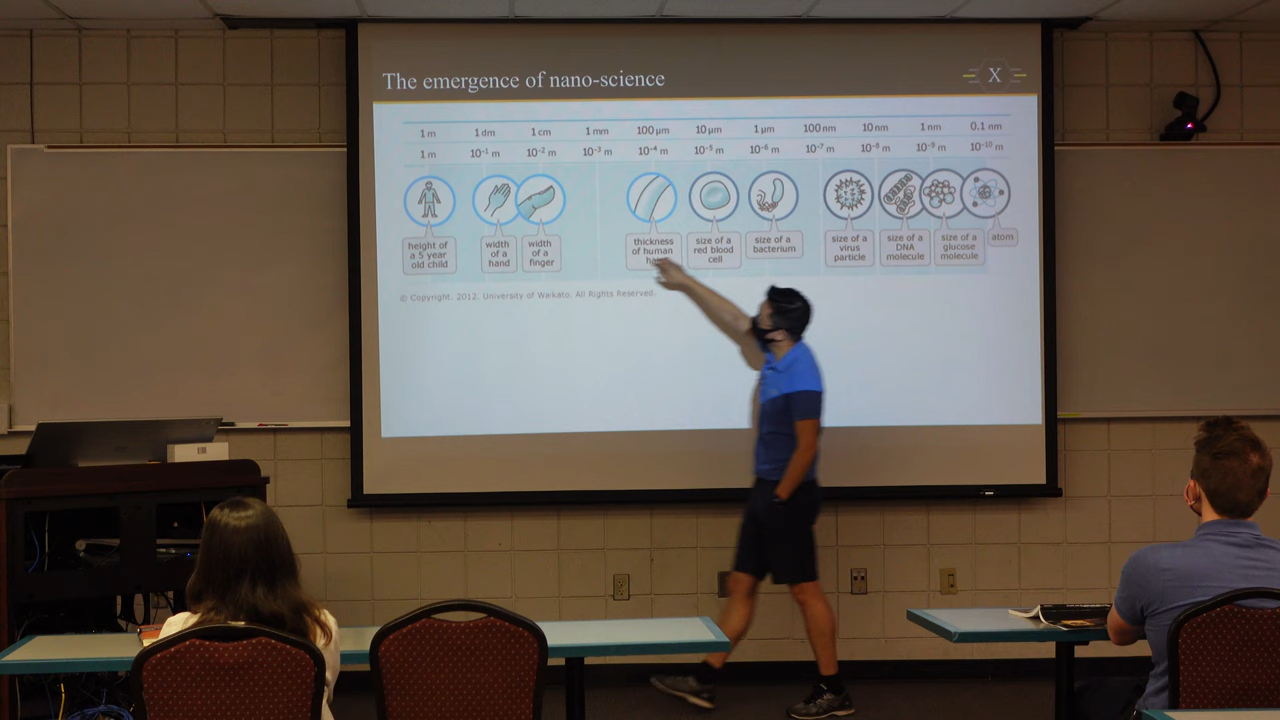 The emergence of nano-science
X
1 m 1 dm 1 cm 1 mm 100 μm 10 μm 1 μm 100 nm 10 nm 1 nm 0.1 nm
1 m 10⁻¹ m 10⁻² m 10⁻³ m 10⁻⁴ m 10⁻⁵ m 10⁻⁶ m 10⁻⁷ m 10⁻⁸ m 10⁻⁹ m 10⁻¹⁰ m
height of
a 5 year
old child
width
of a
hand
width
of a
finger
thickness
of human
size of a
red blood
cell
size of a
bacterium
size of a
virus
particle
size of a
DNA
molecule
size of a
glucose
molecule
atom
© Copyright. 2012. University of Waikato. All Rights Reserved.